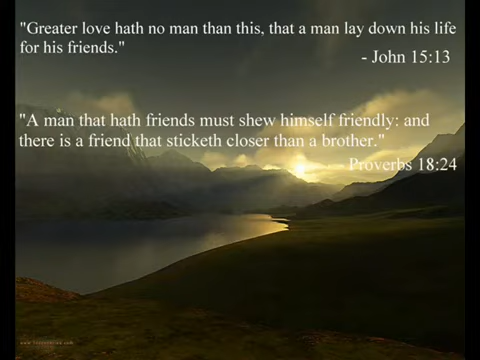 "Greater love hath no man than this, that a man lay down his life
for his friends."
- John 15:13
"A man that hath friends must shew himself friendly: and
there is a friend that sticketh closer than a brother."
Proverbs 18:24